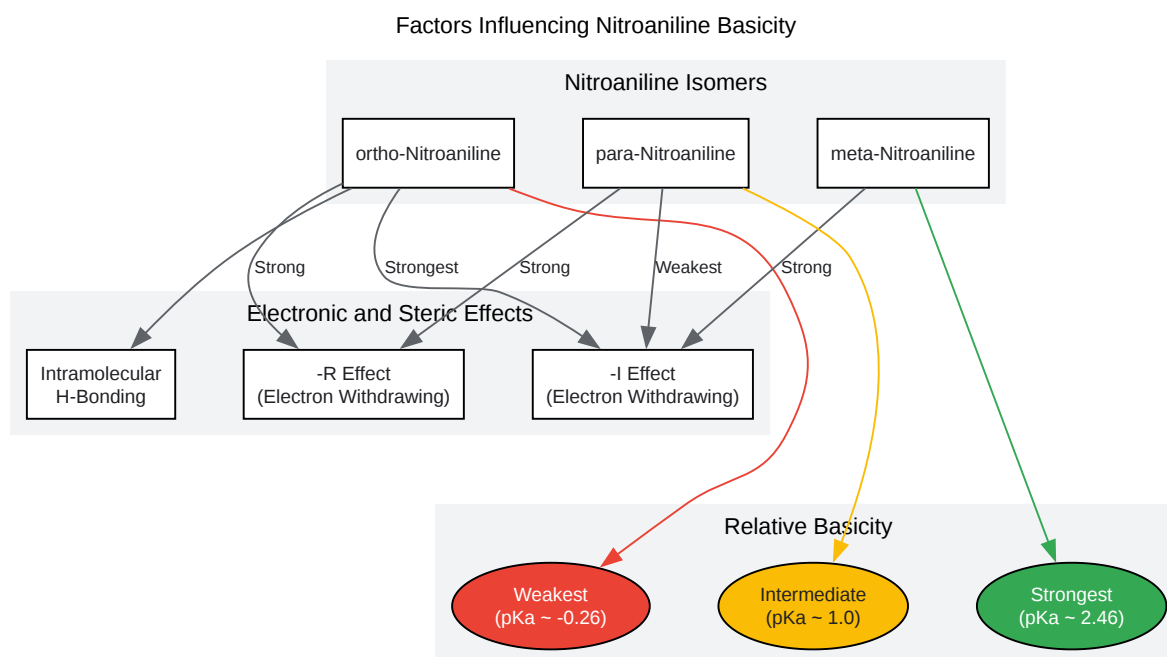 Factors Influencing Nitroaniline Basicity
Nitroaniline Isomers
ortho-Nitroaniline
para-Nitroaniline
meta-Nitroaniline
Strong
Strongest
Strong
Weakest
Strong
Electronic and Steric Effects
Intramolecular
H-Bonding
-R Effect
(Electron Withdrawing)
-I Effect
(Electron Withdrawing)
Relative Basicity
Weakest
(pKa ~ -0.26)
Intermediate
(pKa ~ 1.0)
Strongest
(pKa ~ 2.46)